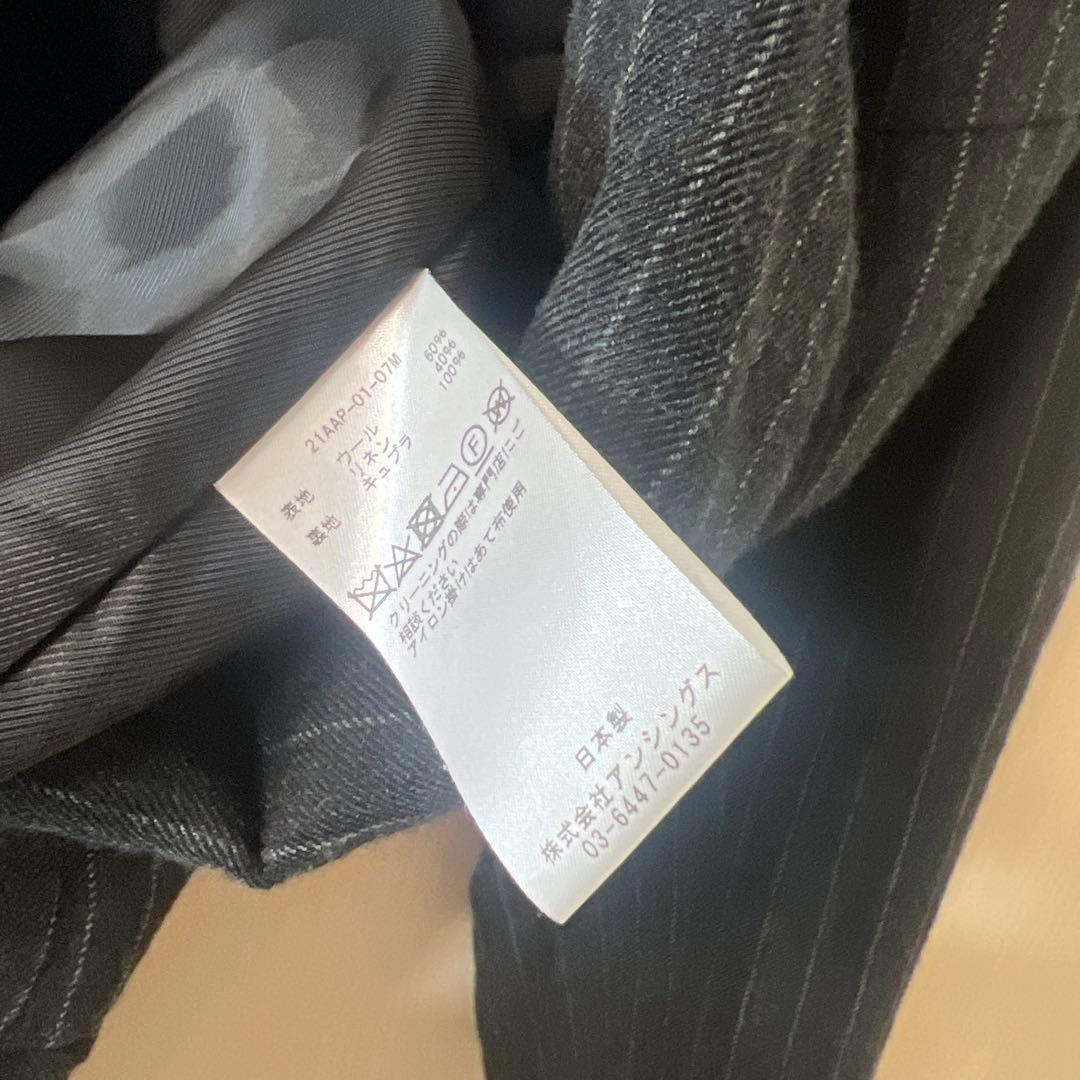 21AAP-01-07M
表地 ウール 60%
リネン 40%
裏地 キュプラ 100%
F W
クリーニングの際は専門店にご
相談ください
アイロン掛けはあて布使用
日本製
株式会社アンシングス
03-6447-0135